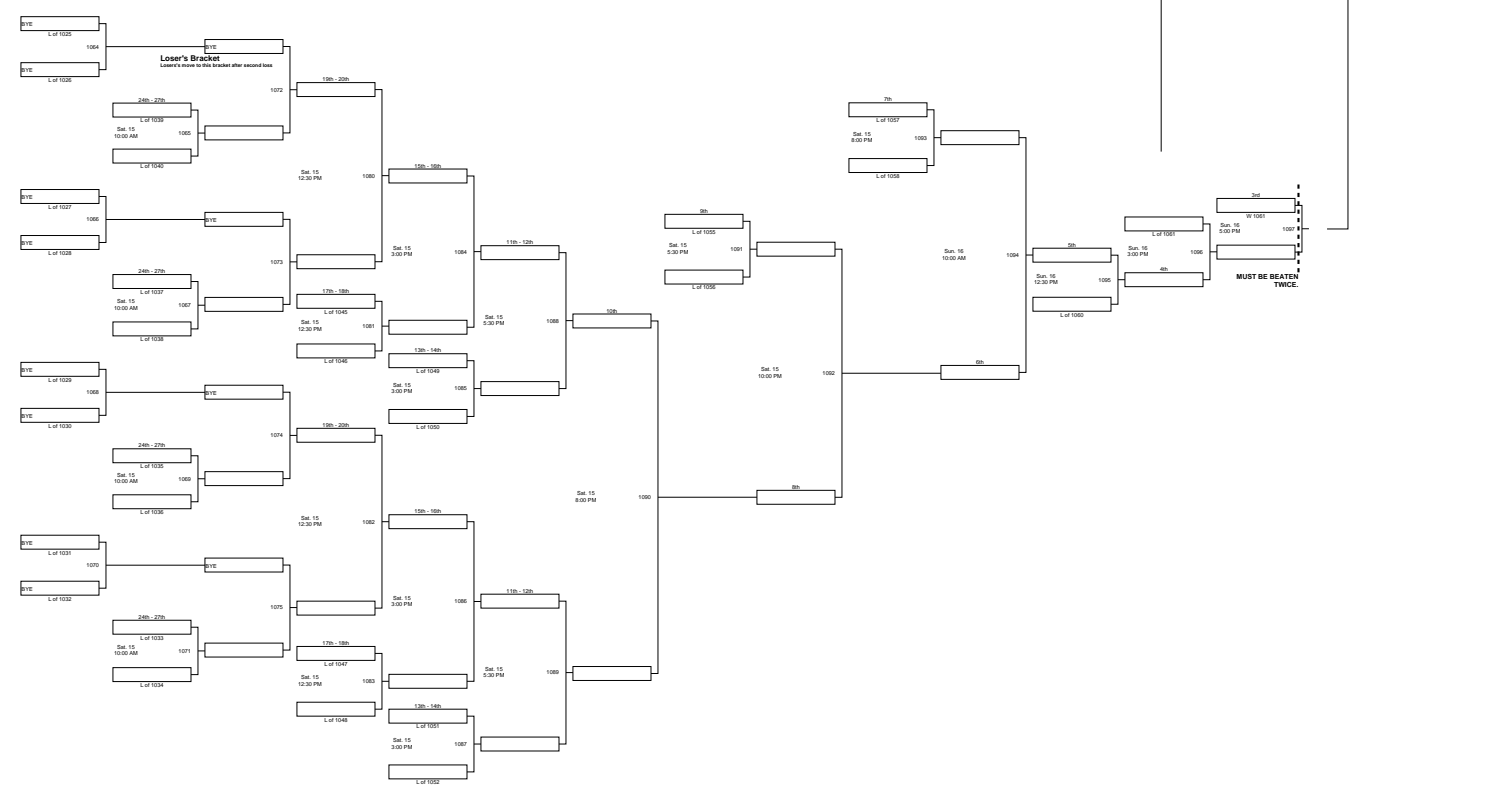 BYE
L of 1025
1064
BYE
L of 1026
BYE
Loser's Bracket
Losers's move to this bracket after second loss
1072
24th - 27th
L of 1039
Sat. 15
10:00 AM
1065
L of 1040
19th - 20th
Sat. 15
12:30 PM
1080
BYE
L of 1027
1066
BYE
L of 1028
BYE
1073
24th - 27th
L of 1037
Sat. 15
10:00 AM
1067
L of 1038
15th - 16th
Sat. 15
3:00 PM
1084
17th - 18th
L of 1045
Sat. 15
12:30 PM
1081
L of 1046
11th - 12th
Sat. 15
5:30 PM
1088
13th - 14th
L of 1049
Sat. 15
3:00 PM
1085
L of 1050
BYE
L of 1029
1068
BYE
L of 1030
BYE
1074
24th - 27th
L of 1035
Sat. 15
10:00 AM
1069
L of 1036
19th - 20th
Sat. 15
12:30 PM
1082
BYE
L of 1031
1070
BYE
L of 1032
BYE
1075
24th - 27th
L of 1033
Sat. 15
10:00 AM
1071
L of 1034
15th - 16th
Sat. 15
3:00 PM
1086
17th - 18th
L of 1047
Sat. 15
12:30 PM
1083
L of 1048
11th - 12th
Sat. 15
5:30 PM
1089
13th - 14th
L of 1051
Sat. 15
3:00 PM
1087
L of 1052
10th
Sat. 15
8:00 PM
1090
9th
L of 1055
Sat. 15
5:30 PM
1091
L of 1056
8th
Sat. 15
10:00 PM
1092
7th
L of 1057
Sat. 15
8:00 PM
1093
L of 1058
6th
Sun. 16
10:00 AM
1094
5th
Sun. 16
12:30 PM
1095
L of 1060
L of 1061
Sun. 16
3:00 PM
1096
4th
3rd
W 1061
Sun. 16
5:00 PM
1097
MUST BE BEATEN
TWICE.